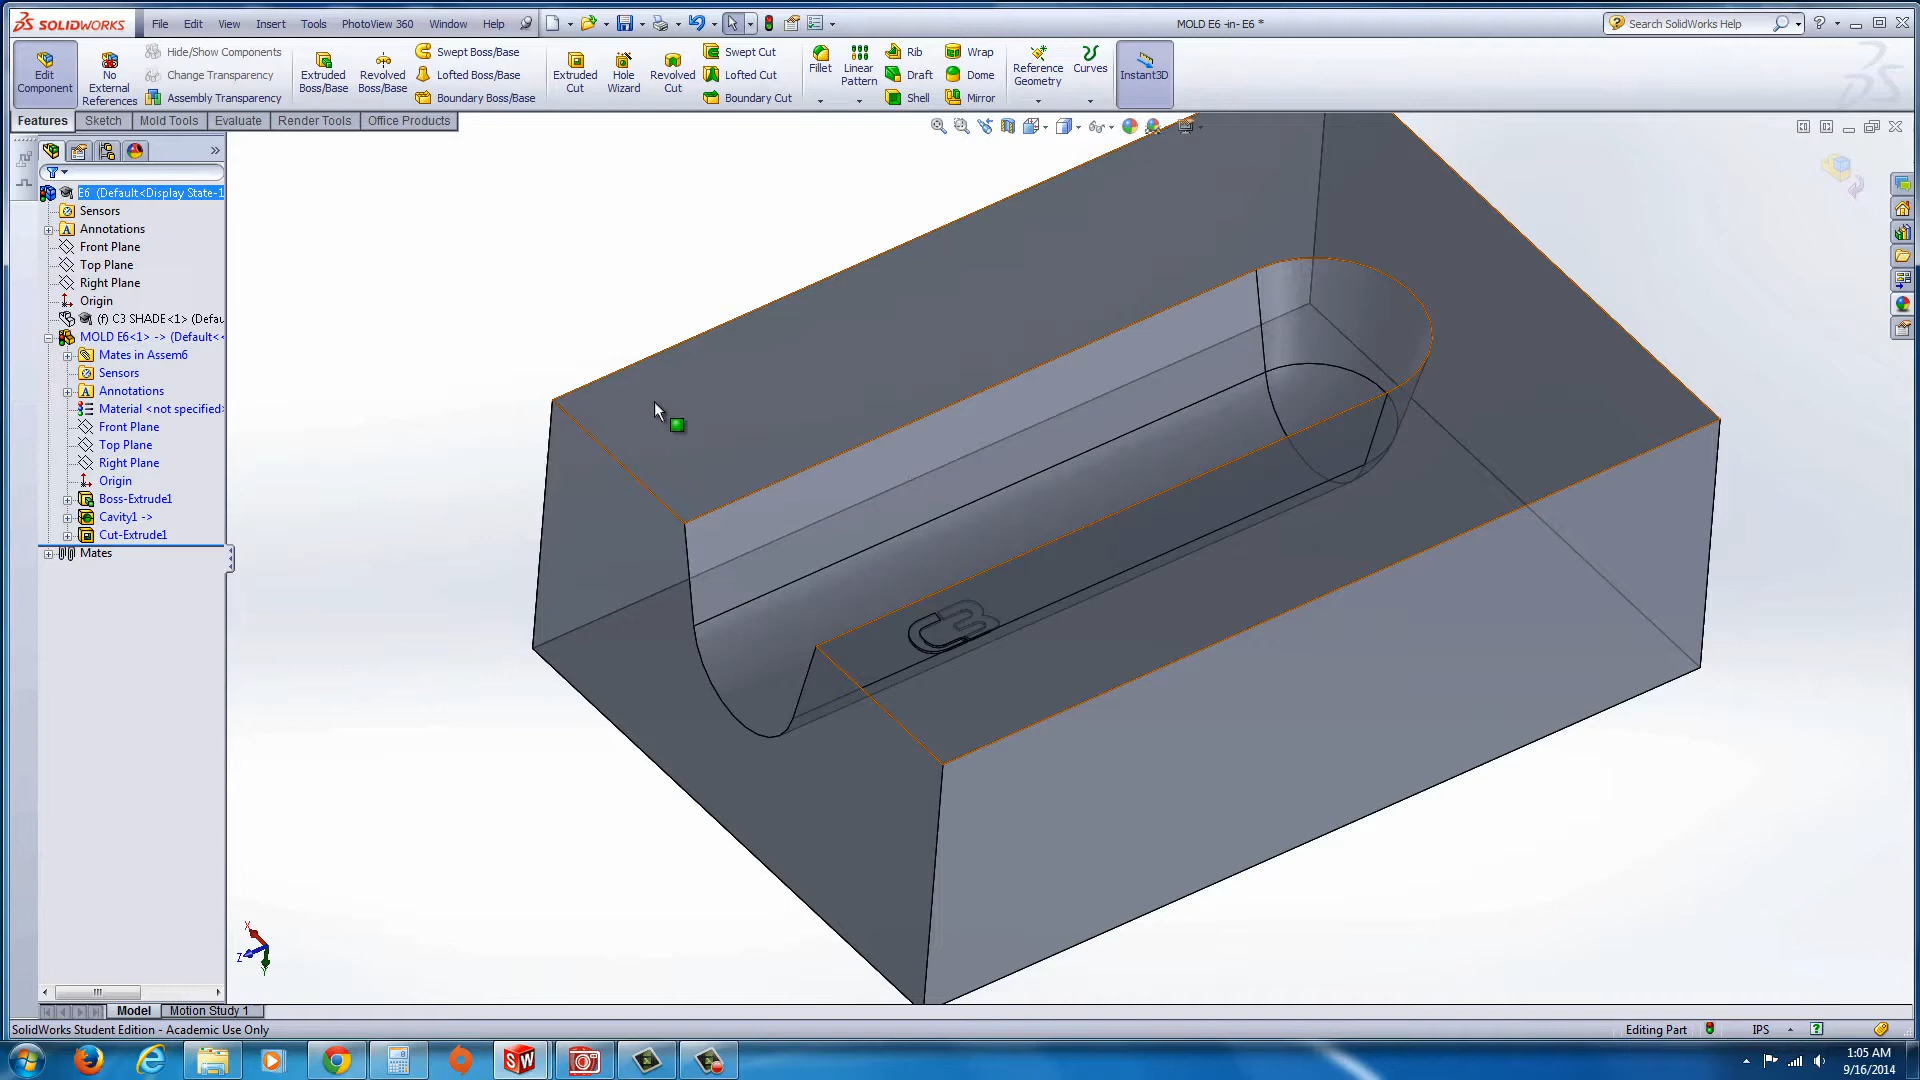 SOLIDWORKS File Edit View Insert Tools PhotoView 360 Window Help MOLD E6 -in- E6 * Search SolidWorks Help
Edit Component
No External References
Hide/Show Components
Change Transparency
Assembly Transparency
Extruded Boss/Base
Revolved Boss/Base
Swept Boss/Base
Lofted Boss/Base
Boundary Boss/Base
Extruded Cut
Hole Wizard
Revolved Cut
Swept Cut
Lofted Cut
Boundary Cut
Fillet
Linear Pattern
Rib
Draft
Shell
Wrap
Dome
Mirror
Reference Geometry
Curves
Instant3D
Features Sketch Mold Tools Evaluate Render Tools Office Products
E6 (Default<Display State-1
Sensors
Annotations
Front Plane
Top Plane
Right Plane
Origin
(f) C3 SHADE<1> (Defau
MOLD E6<1> -> (Default<<
Mates in Assem6
Sensors
Annotations
Material <not specified>
Front Plane
Top Plane
Right Plane
Origin
Boss-Extrude1
Cavity1 ->
Cut-Extrude1
Mates
C3
X
Z
Y
Model Motion Study 1
SolidWorks Student Edition - Academic Use Only Editing Part IPS
SW
1:05 AM
9/16/2014